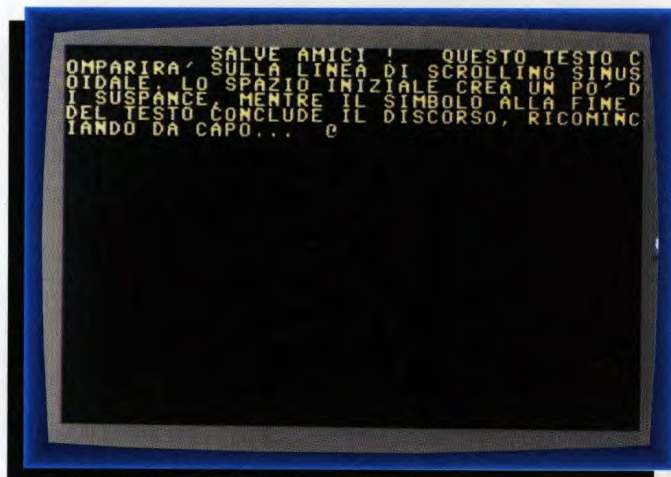 SALVE AMICI !   QUESTO TESTO C
OMPARIRA' SULLA LINEA DI SCROLLING SINUS
OIDALE. LO SPAZIO INIZIALE CREA UN PO' D
I SUSPANCE, MENTRE IL SIMBOLO ALLA FINE
DEL TESTO CONCLUDE IL DISCORSO, RICOMINC
IANDO DA CAPO...  @